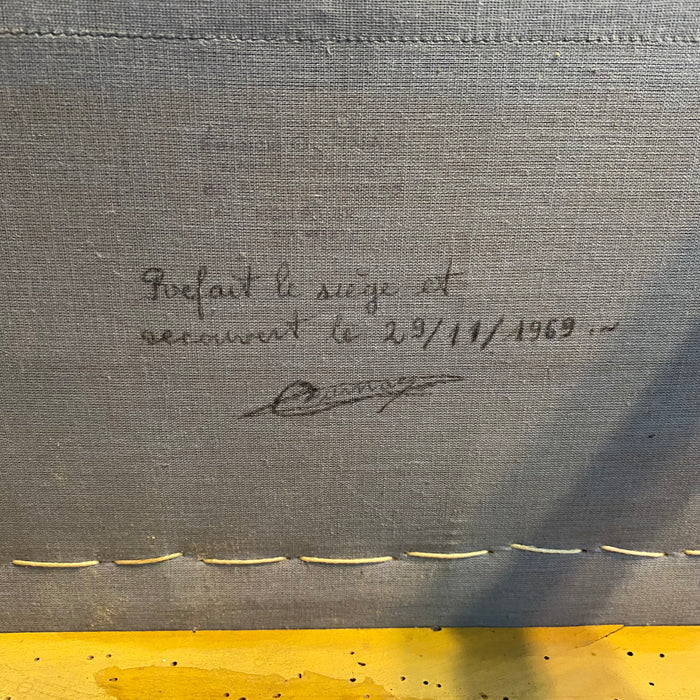 Refait le siège et
recouvert le 29/11/1969.~